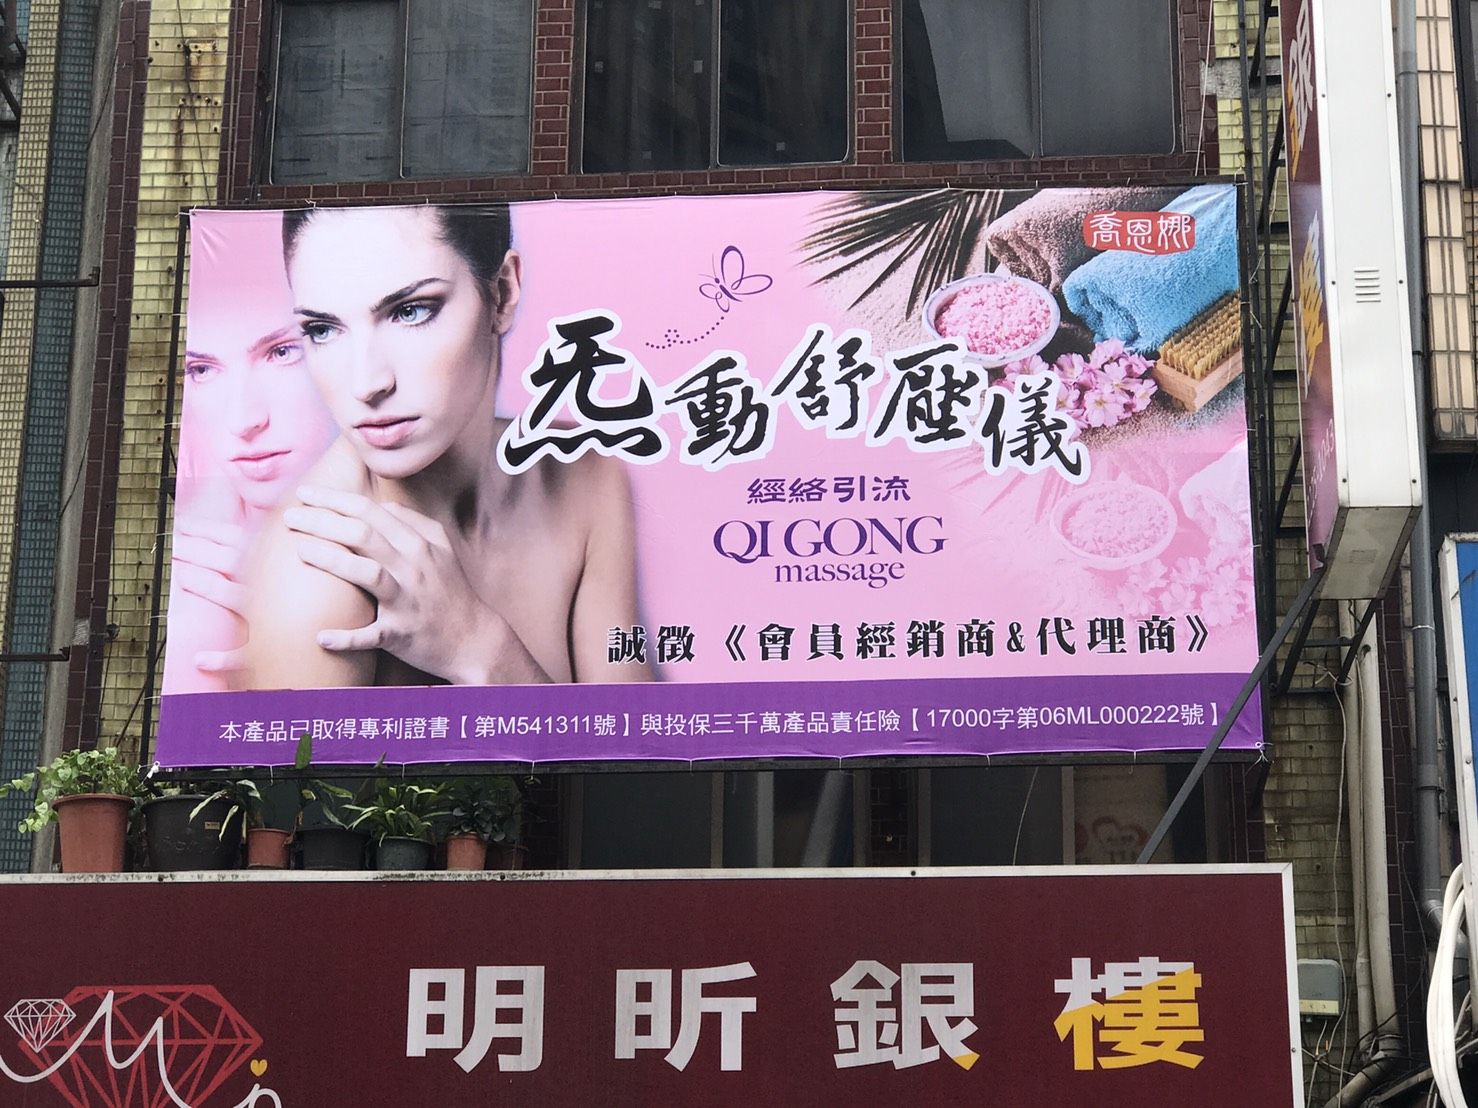 喬恩娜
炁動舒壓儀
經絡引流
QI GONG
massage
誠徵《會員經銷商&代理商》
本產品已取得專利證書【第M541311號】與投保三千萬產品責任險【17000字第06ML000222號】
銀樓
明昕銀樓